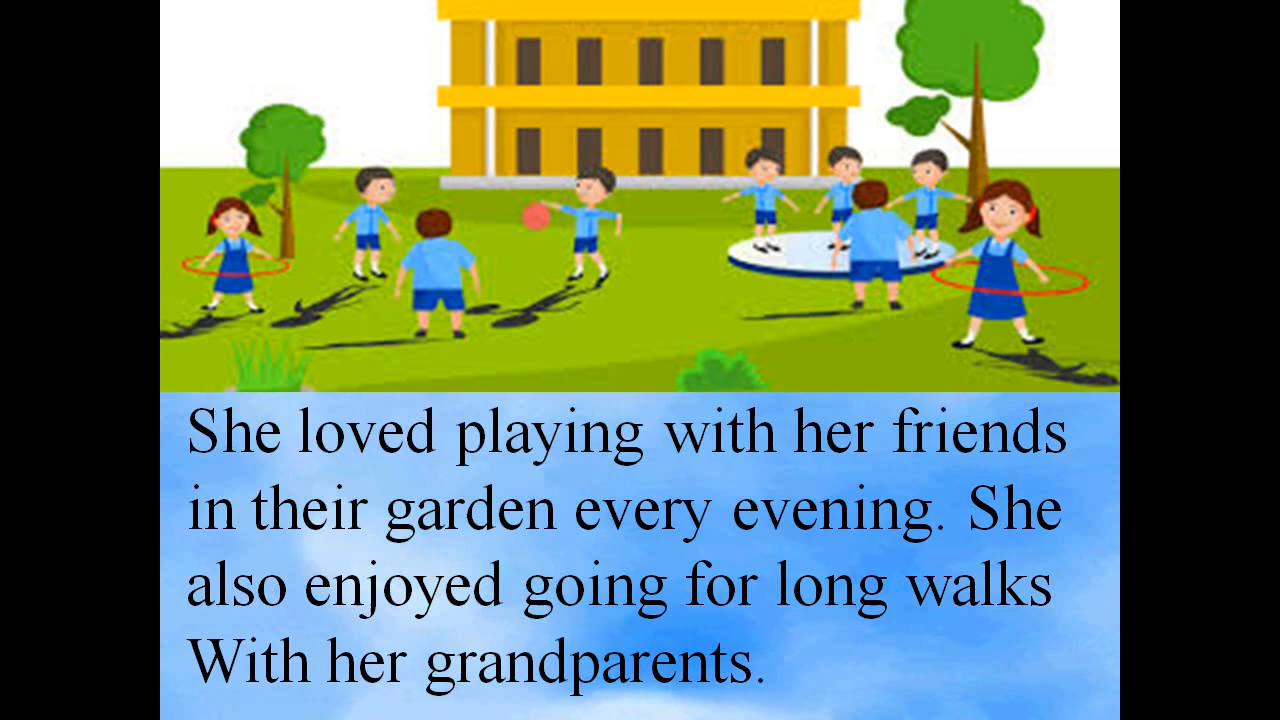 She loved playing with her friends
in their garden every evening. She
also enjoyed going for long walks
With her grandparents.